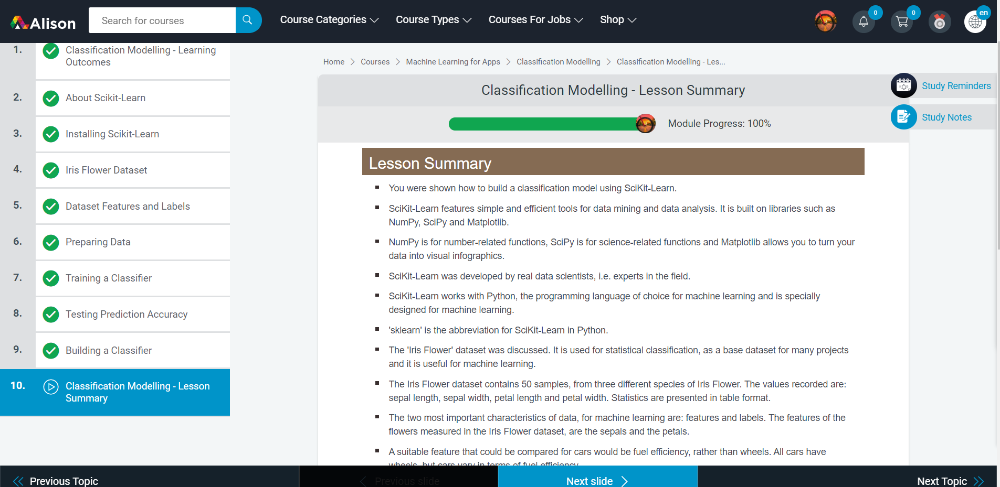 Alison
Search for courses
Course Categories
Course Types
Courses For Jobs
Shop
0
0
en
1.
Classification Modelling - Learning
Outcomes
2.
About Scikit-Learn
3.
Installing Scikit-Learn
4.
Iris Flower Dataset
5.
Dataset Features and Labels
6.
Preparing Data
7.
Training a Classifier
8.
Testing Prediction Accuracy
9.
Building a Classifier
10.
Classification Modelling - Lesson
Summary
Home > Courses > Machine Learning for Apps > Classification Modelling > Classification Modelling - Les...
Classification Modelling - Lesson Summary
Module Progress: 100%
Study Reminders
Study Notes
Lesson Summary
You were shown how to build a classification model using SciKit-Learn.
SciKit-Learn features simple and efficient tools for data mining and data analysis. It is built on libraries such as
NumPy, SciPy and Matplotlib.
NumPy is for number-related functions, SciPy is for science-related functions and Matplotlib allows you to turn your
data into visual infographics.
SciKit-Learn was developed by real data scientists, i.e. experts in the field.
SciKit-Learn works with Python, the programming language of choice for machine learning and is specially
designed for machine learning.
'sklearn' is the abbreviation for SciKit-Learn in Python.
The 'Iris Flower' dataset was discussed. It is used for statistical classification, as a base dataset for many projects
and it is useful for machine learning.
The Iris Flower dataset contains 50 samples, from three different species of Iris Flower. The values recorded are:
sepal length, sepal width, petal length and petal width. Statistics are presented in table format.
The two most important characteristics of data, for machine learning are: features and labels. The features of the
flowers measured in the Iris Flower dataset, are the sepals and the petals.
A suitable feature that could be compared for cars would be fuel efficiency, rather than wheels. All cars have
wheels, but cars vary in terms of fuel efficiency.
Previous Topic
Previous slide
Next slide
Next Topic